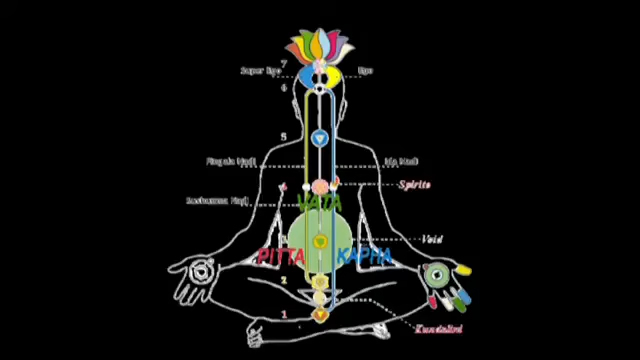 7
Super Ego
Ego
6
5
Pingala Nadi
Ida Nadi
4
Spirite
Sushumna Nadi
VATA
3
Void
PITTA
KAPHA
2
1
Kundalini